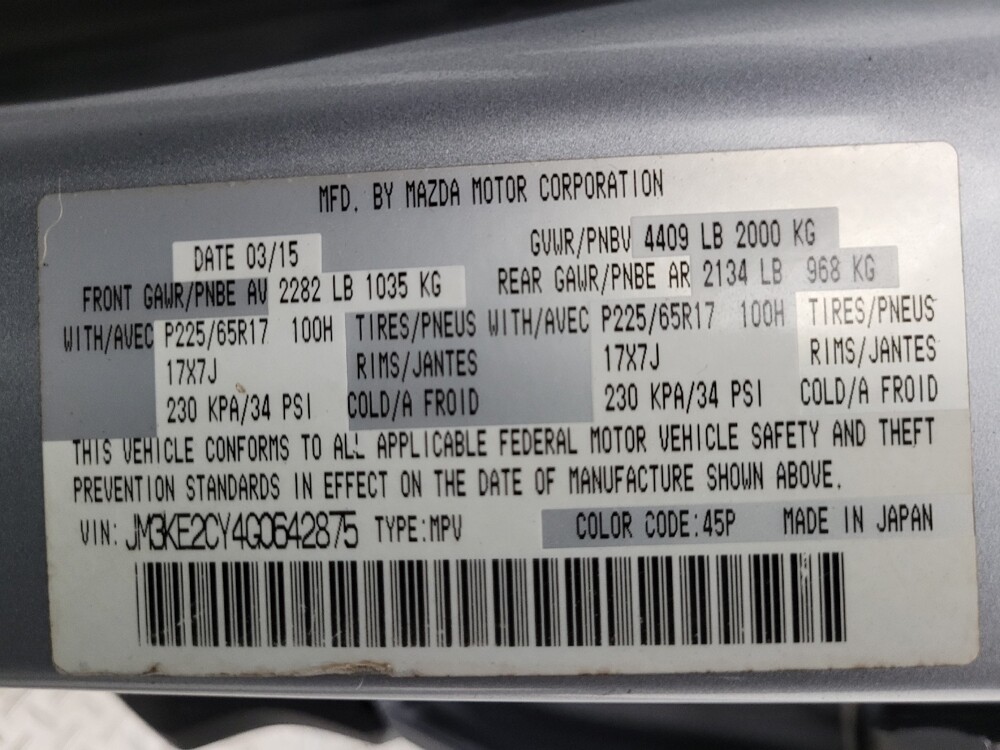 MFD. BY MAZDA MOTOR CORPORATION
DATE 03/15 GVWR/PNBV 4409 LB 2000 KG
FRONT GAWR/PNBE AV 2282 LB 1035 KG REAR GAWR/PNBE AR 2134 LB 968 KG
WITH/AVEC P225/65R17 100H TIRES/PNEUS WITH/AVEC P225/65R17 100H TIRES/PNEUS
17X7J RIMS/JANTES 17X7J RIMS/JANTES
230 KPA/34 PSI COLD/A FROID 230 KPA/34 PSI COLD/A FROID
THIS VEHICLE CONFORMS TO ALL APPLICABLE FEDERAL MOTOR VEHICLE SAFETY AND THEFT
PREVENTION STANDARDS IN EFFECT ON THE DATE OF MANUFACTURE SHOWN ABOVE.
VIN: JM3KE2CY4G0642875 TYPE:MPV COLOR CODE:45P MADE IN JAPAN